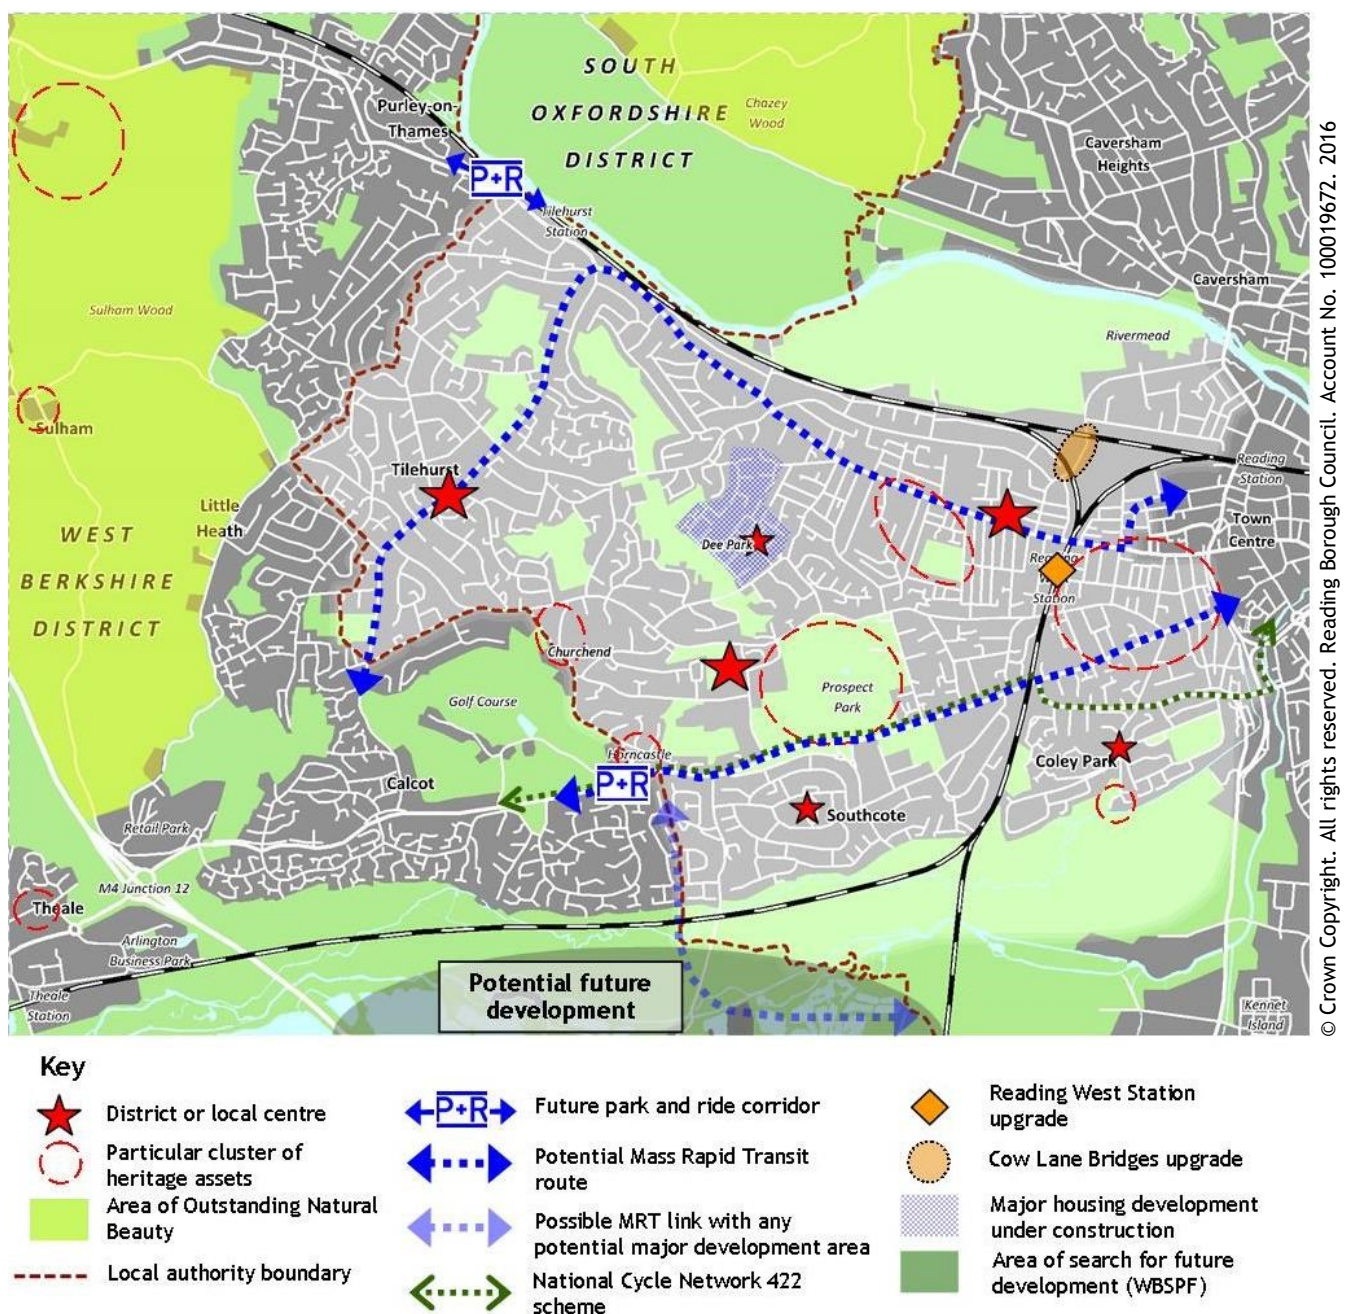 SOUTH
OXFORDSHIRE
DISTRICT
Chazey
Wood
Purley-on-
Thames
P+R
Tilehurst
Station
Caversham
Heights
Caversham
Rivermead
Sulham Wood
Sulham
Tilehurst
Little
Heath
WEST
BERKSHIRE
DISTRICT
Dee Park
Reading
Station
Town
Centre
Reading
Station
Churchend
Prospect
Park
Golf Course
Horncastle
P+R
Calcot
Coley Park
Southcote
Retail Park
M4 Junction 12
Theale
Arlington
Business Park
Theale
Station
Potential future
development
Kennet
Island
© Crown Copyright. All rights reserved. Reading Borough Council. Account No. 100019672. 2016
Key
District or local centre
Particular cluster of
heritage assets
Area of Outstanding Natural
Beauty
Local authority boundary
P+R
Future park and ride corridor
Potential Mass Rapid Transit
route
Possible MRT link with any
potential major development area
National Cycle Network 422
scheme
Reading West Station
upgrade
Cow Lane Bridges upgrade
Major housing development
under construction
Area of search for future
development (WBSPF)